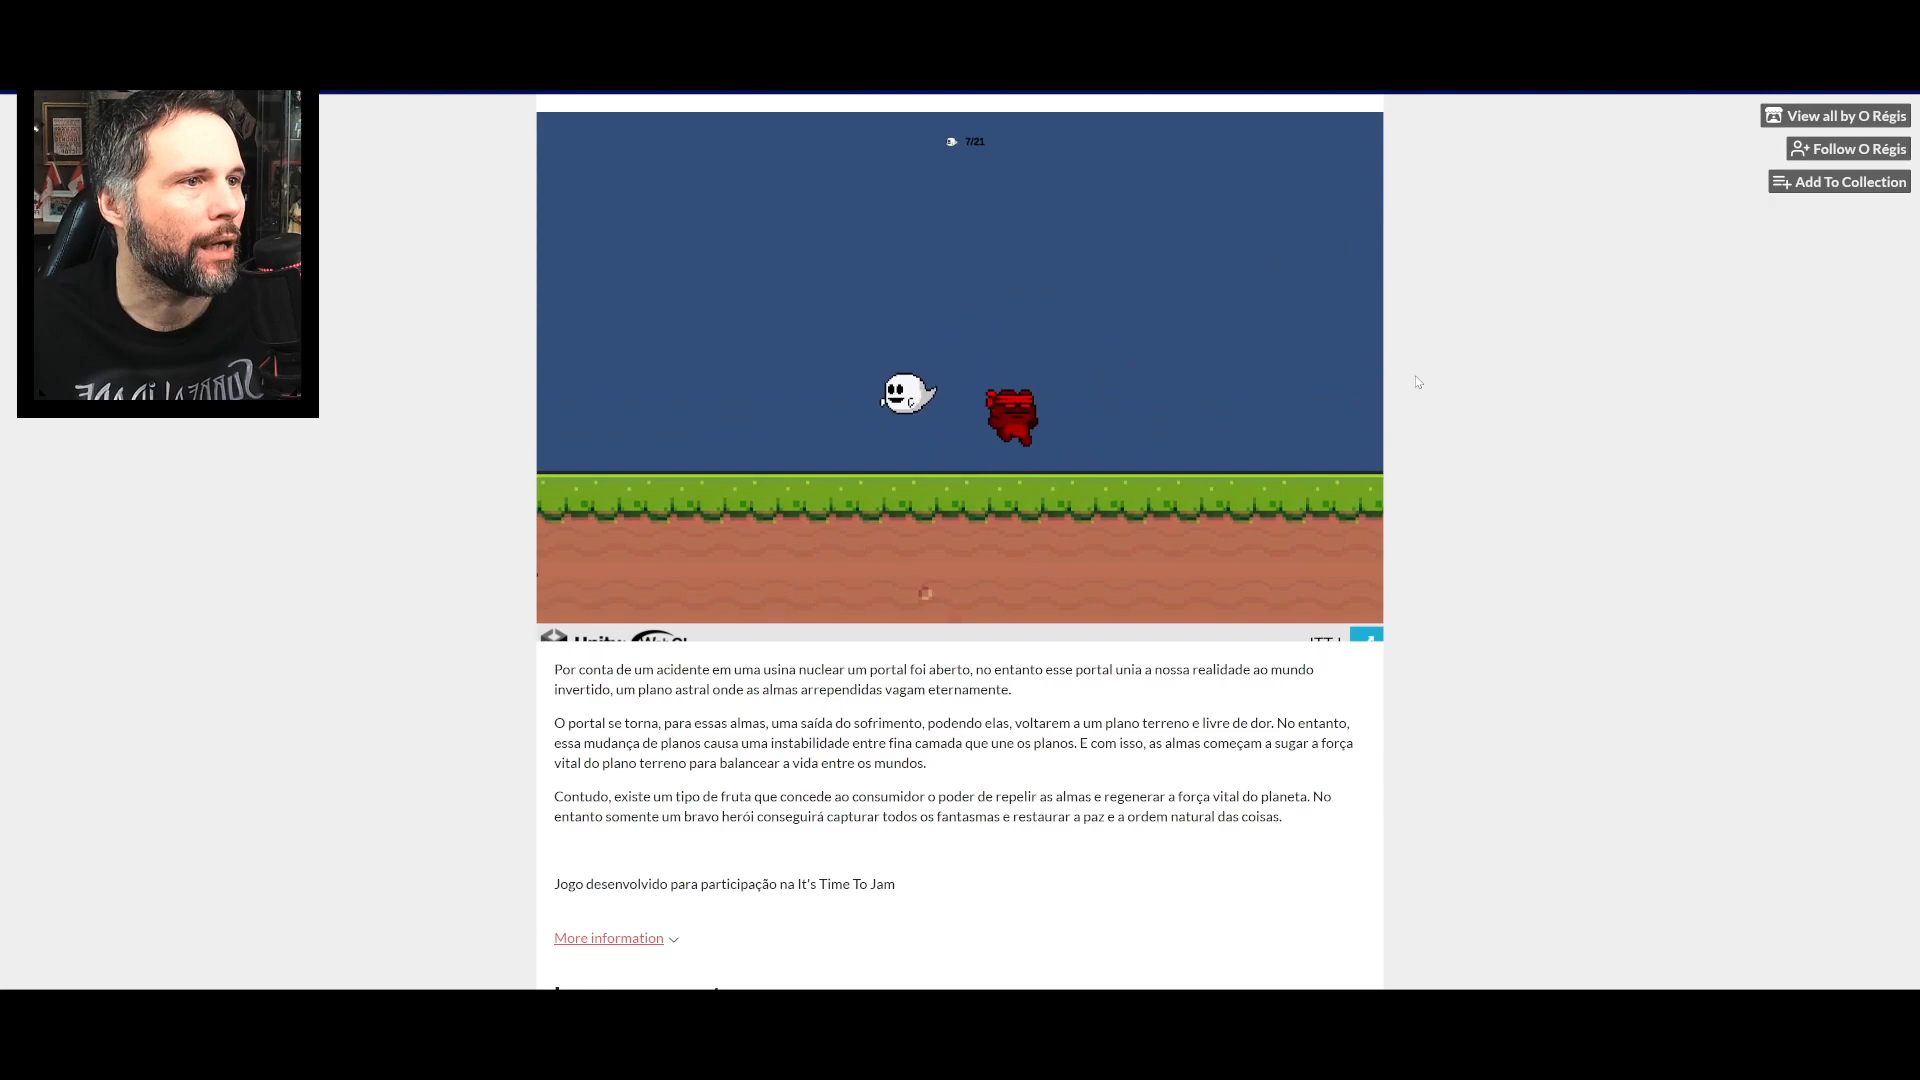 View all by O Régis
Follow O Régis
Add To Collection
7/21
Por conta de um acidente em uma usina nuclear um portal foi aberto, no entanto esse portal unia a nossa realidade ao mundo
invertido, um plano astral onde as almas arrependidas vagam eternamente.
O portal se torna, para essas almas, uma saída do sofrimento, podendo elas, voltarem a um plano terreno e livre de dor. No entanto,
essa mudança de planos causa uma instabilidade entre fina camada que une os planos. E com isso, as almas começam a sugar a força
vital do plano terreno para balancear a vida entre os mundos.
Contudo, existe um tipo de fruta que concede ao consumidor o poder de repelir as almas e regenerar a força vital do planeta. No
entanto somente um bravo herói conseguirá capturar todos os fantasmas e restaurar a paz e a ordem natural das coisas.
Jogo desenvolvido para participação na It's Time To Jam
More information